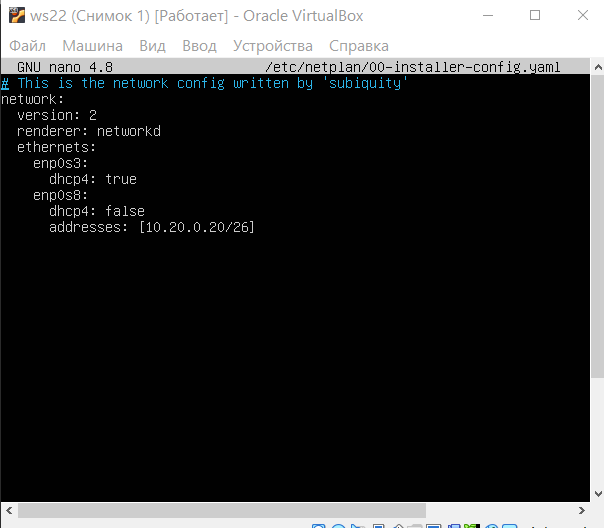 ws22 (Снимок 1) [Работает] - Oracle VirtualBox
Файл Машина Вид Ввод Устройства Справка
GNU nano 4.8 /etc/netplan/00-installer-config.yaml
# This is the network config written by 'subiquity'
network:
  version: 2
  renderer: networkd
  ethernets:
    enp0s3:
      dhcp4: true
    enp0s8:
      dhcp4: false
      addresses: [10.20.0.20/26]